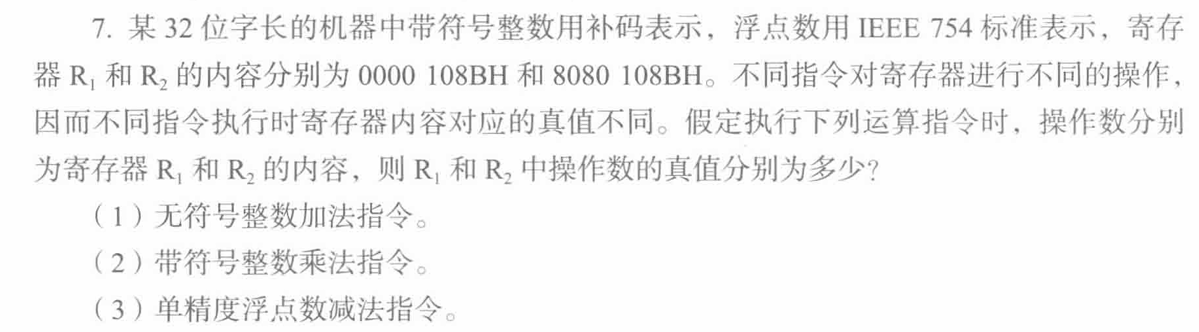 7. 某 32 位字长的机器中带符号整数用补码表示，浮点数用 IEEE 754 标准表示，寄存
器 R₁ 和 R₂ 的内容分别为 0000 108BH 和 8080 108BH。不同指令对寄存器进行不同的操作，
因而不同指令执行时寄存器内容对应的真值不同。假定执行下列运算指令时，操作数分别
为寄存器 R₁ 和 R₂ 的内容，则 R₁ 和 R₂ 中操作数的真值分别为多少？
（1）无符号整数加法指令。
（2）带符号整数乘法指令。
（3）单精度浮点数减法指令。